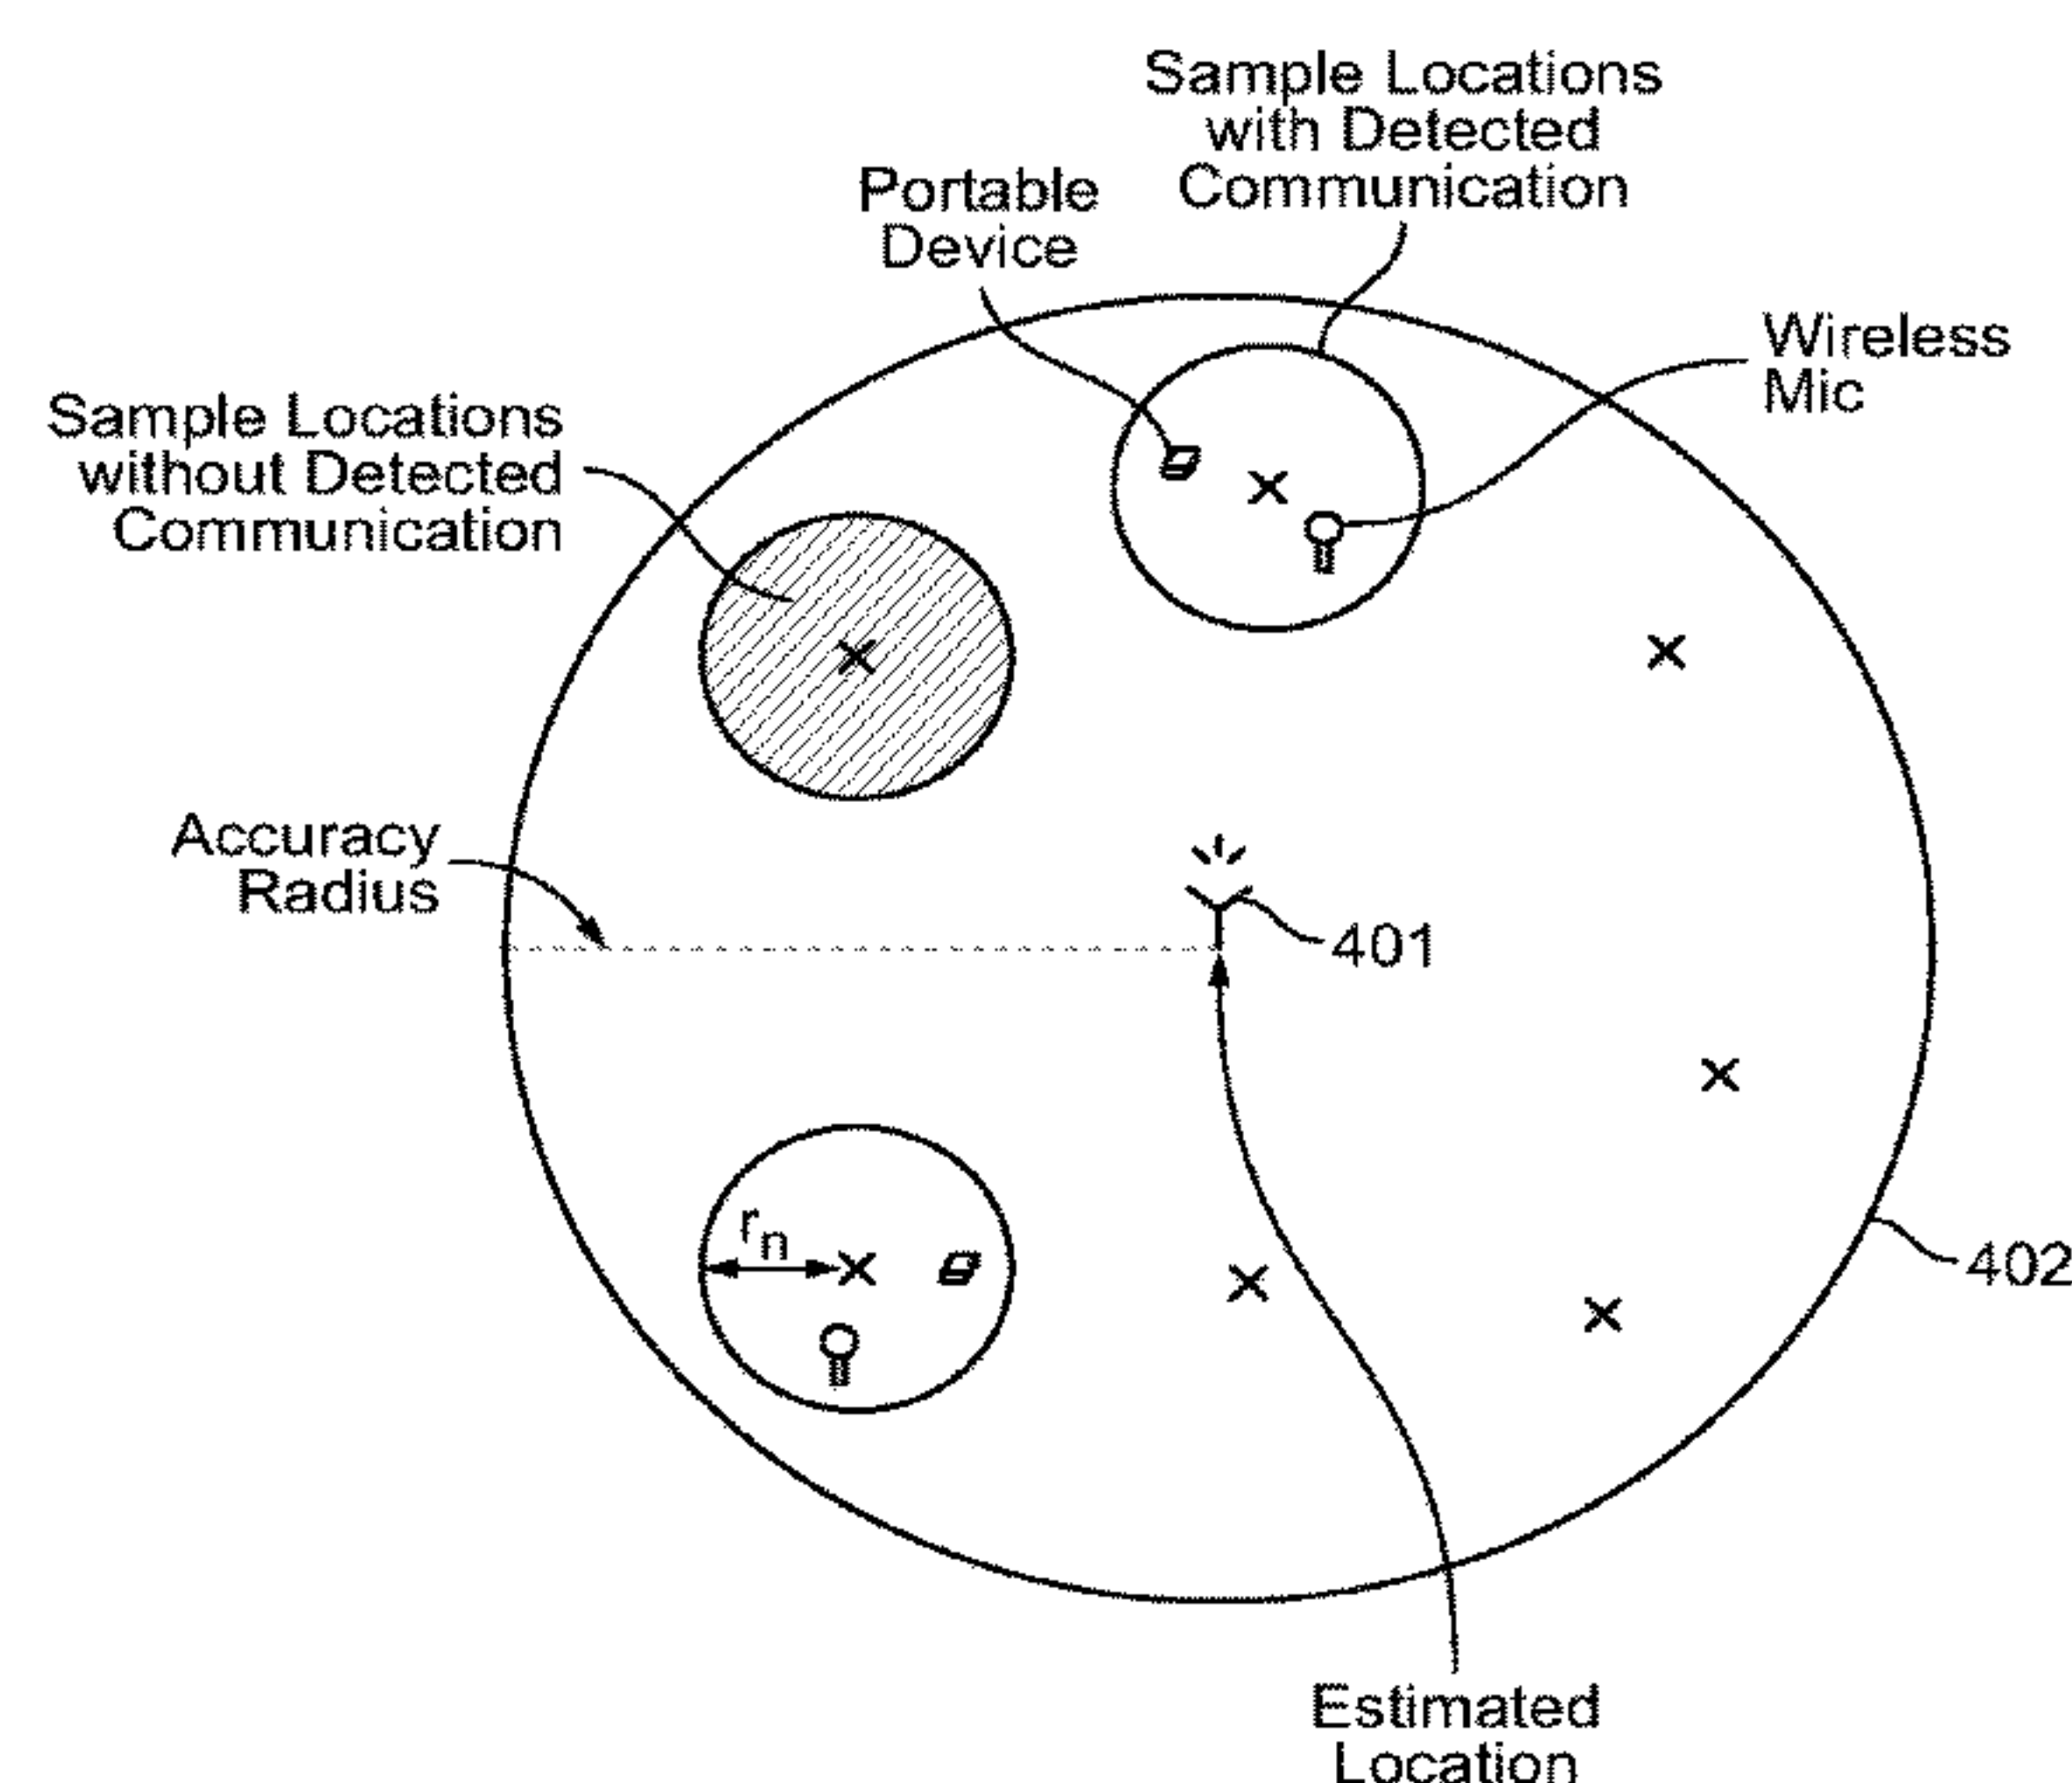 Sample Locations
with Detected
Communication
Portable
Device
Wireless
Mic
Sample Locations
without Detected
Communication
Accuracy
Radius
401
rn
402
Estimated
Location